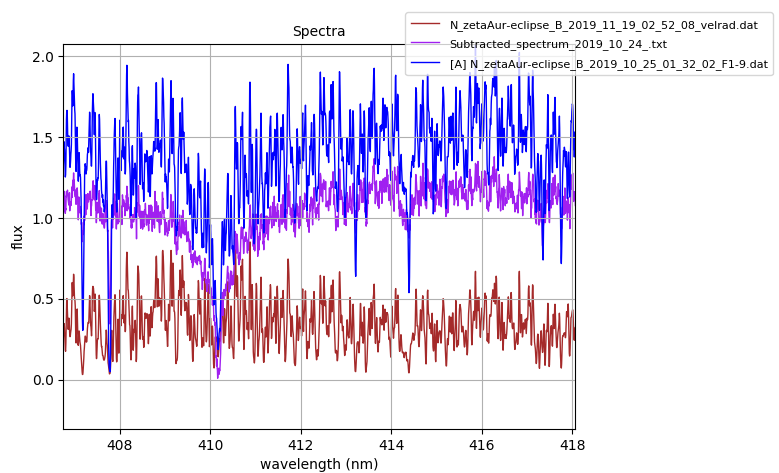 Spectra
N_zetaAur-eclipse_B_2019_11_19_02_52_08_velrad.dat
Subtracted_spectrum_2019_10_24_.txt
[A] N_zetaAur-eclipse_B_2019_10_25_01_32_02_F1-9.dat
2.0
1.5
1.0
0.5
0.0
flux
408 410 412 414 416 418
wavelength (nm)